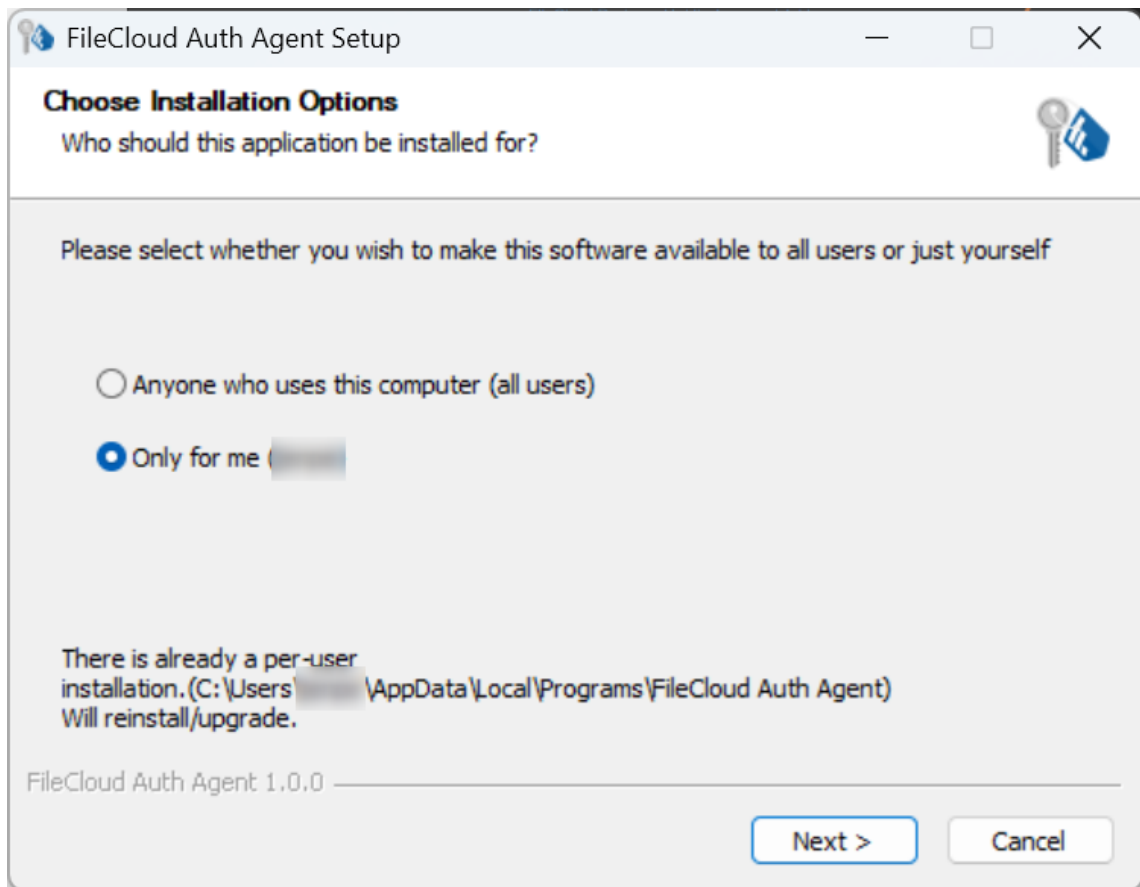 FileCloud Auth Agent Setup
Choose Installation Options
Who should this application be installed for?
Please select whether you wish to make this software available to all users or just yourself
Anyone who uses this computer (all users)
Only for me (
There is already a per-user
installation.(C:\Users\ \AppData\Local\Programs\FileCloud Auth Agent)
Will reinstall/upgrade.
FileCloud Auth Agent 1.0.0
Next >
Cancel